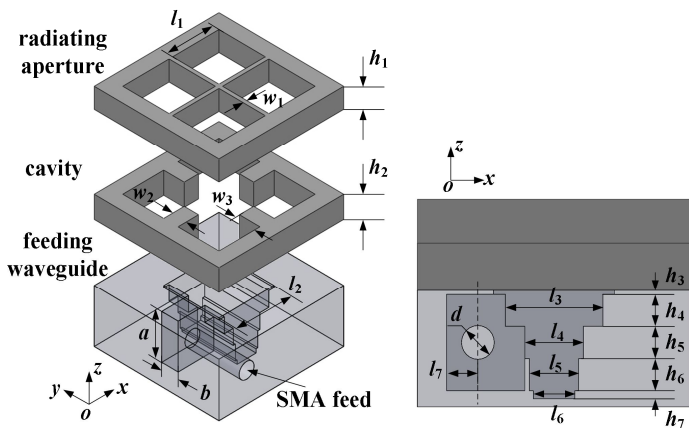 radiating
aperture
l1
h1
w1
cavity
h2
w2
w3
feeding
waveguide
l2
a
b
SMA feed
z
y
x
o
z
o
x
h3
l3
h4
d
l4
h5
l7
l5
h6
l6
h7